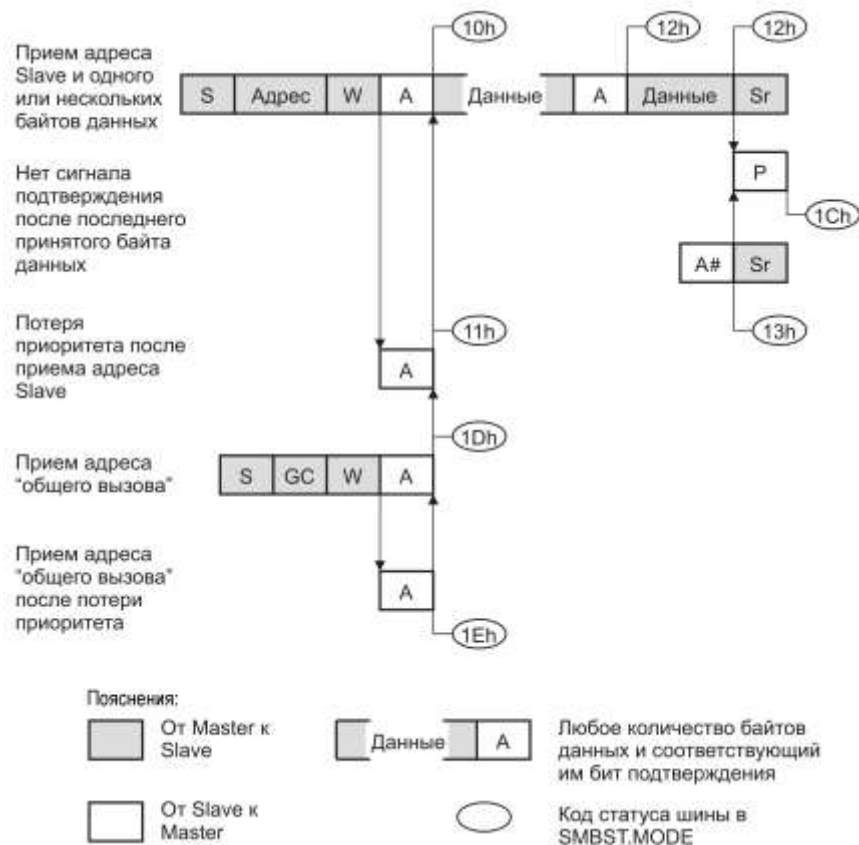 10h
12h
12h
Прием адреса
Slave и одного
или нескольких
байтов данных
S
Адрес
W
A
Данные
A
Данные
Sr
P
1Ch
Нет сигнала
подтверждения
после последнего
принятого байта
данных
A#
Sr
13h
Потеря
приоритета после
приема адреса
Slave
11h
A
1Dh
Прием адреса
"общего вызова"
S
GC
W
A
Прием адреса
"общего вызова"
после потери
приоритета
A
1Eh
Пояснения:
От Master к
Slave
Данные
A
Любое количество байтов
данных и соответствующий
им бит подтверждения
От Slave к
Master
Код статуса шины в
SMBST.MODE